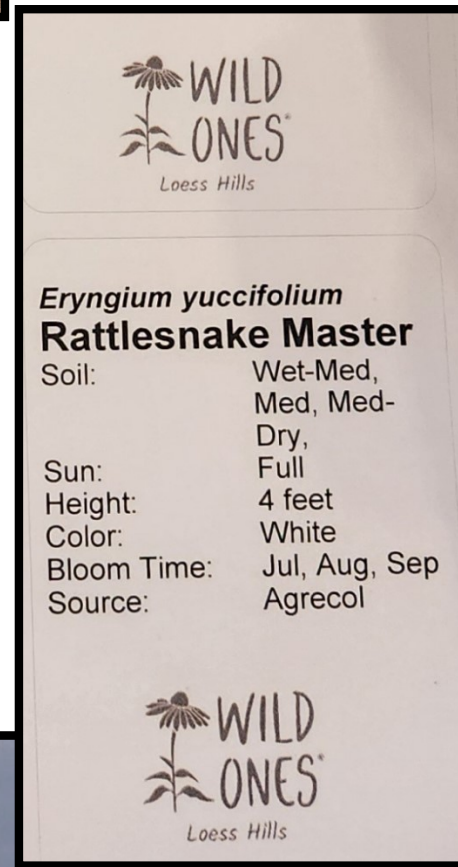 WILD
ONES®
Loess Hills
Eryngium yuccifolium
Rattlesnake Master
Soil: Wet-Med,
Med, Med-
Dry,
Sun: Full
Height: 4 feet
Color: White
Bloom Time: Jul, Aug, Sep
Source: Agrecol
WILD
ONES®
Loess Hills